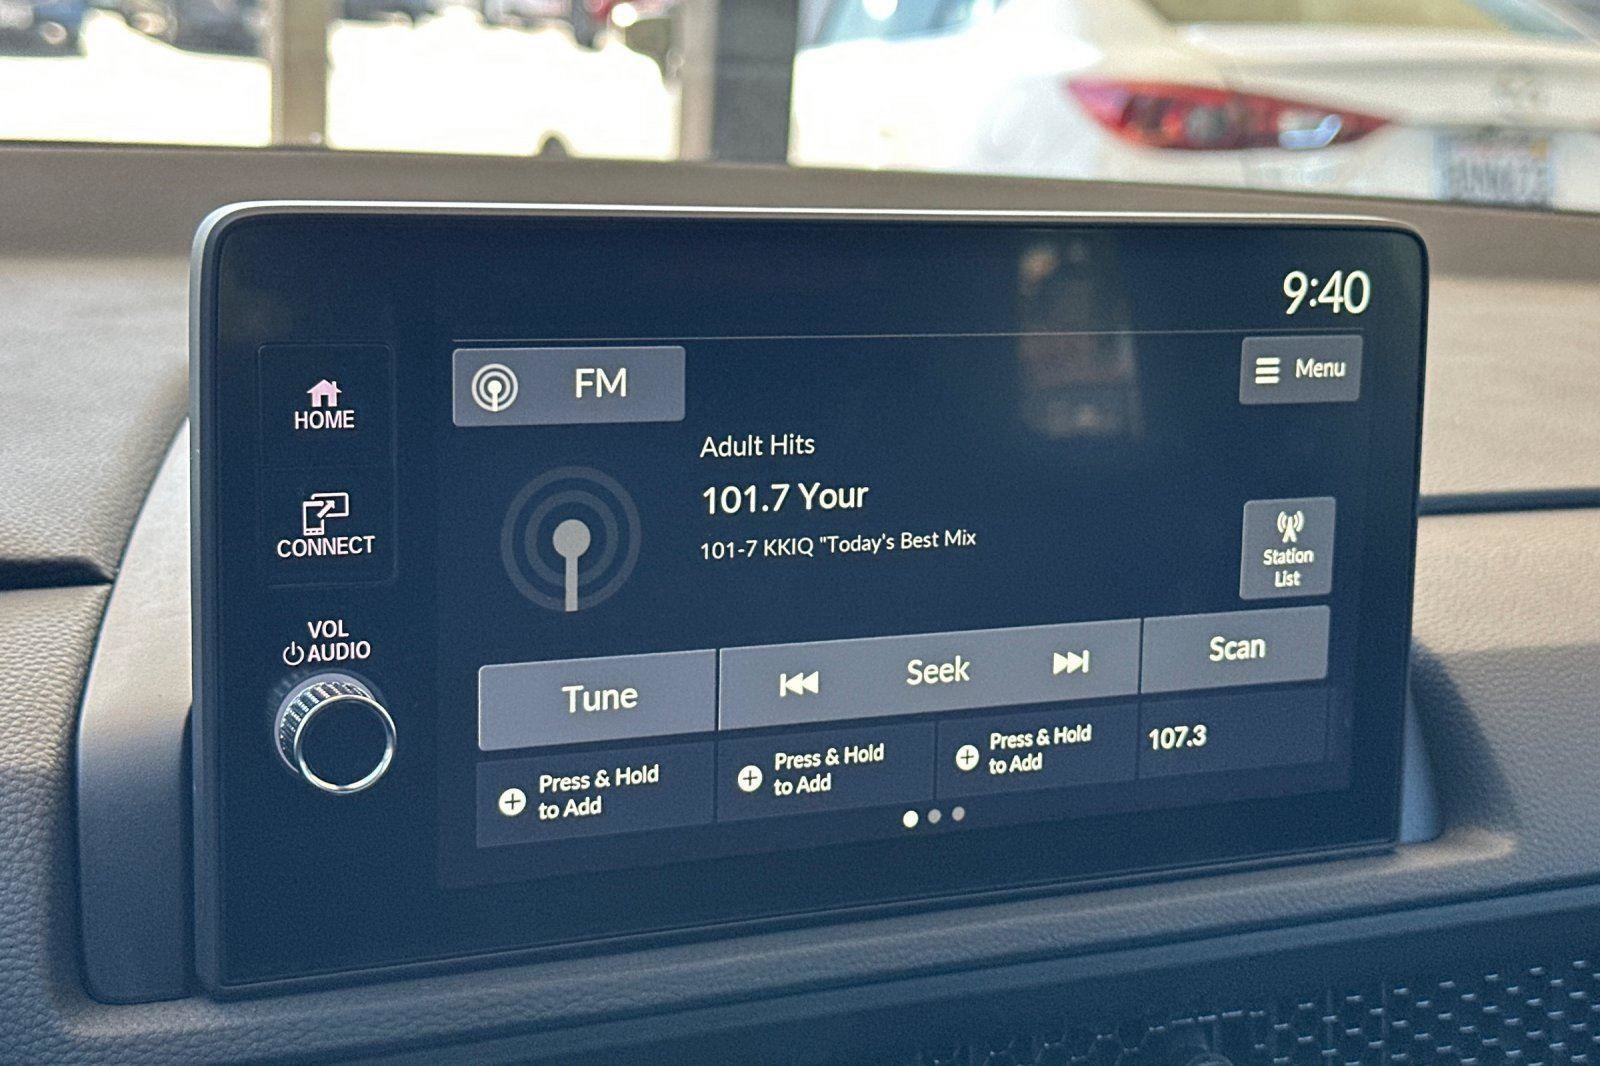 9:40
HOME
FM
Menu
Adult Hits
101.7 Your
101-7 KKIQ "Today's Best Mix
CONNECT
Station
List
VOL
AUDIO
Tune
Seek
Scan
Press & Hold
to Add
Press & Hold
to Add
Press & Hold
to Add
107.3